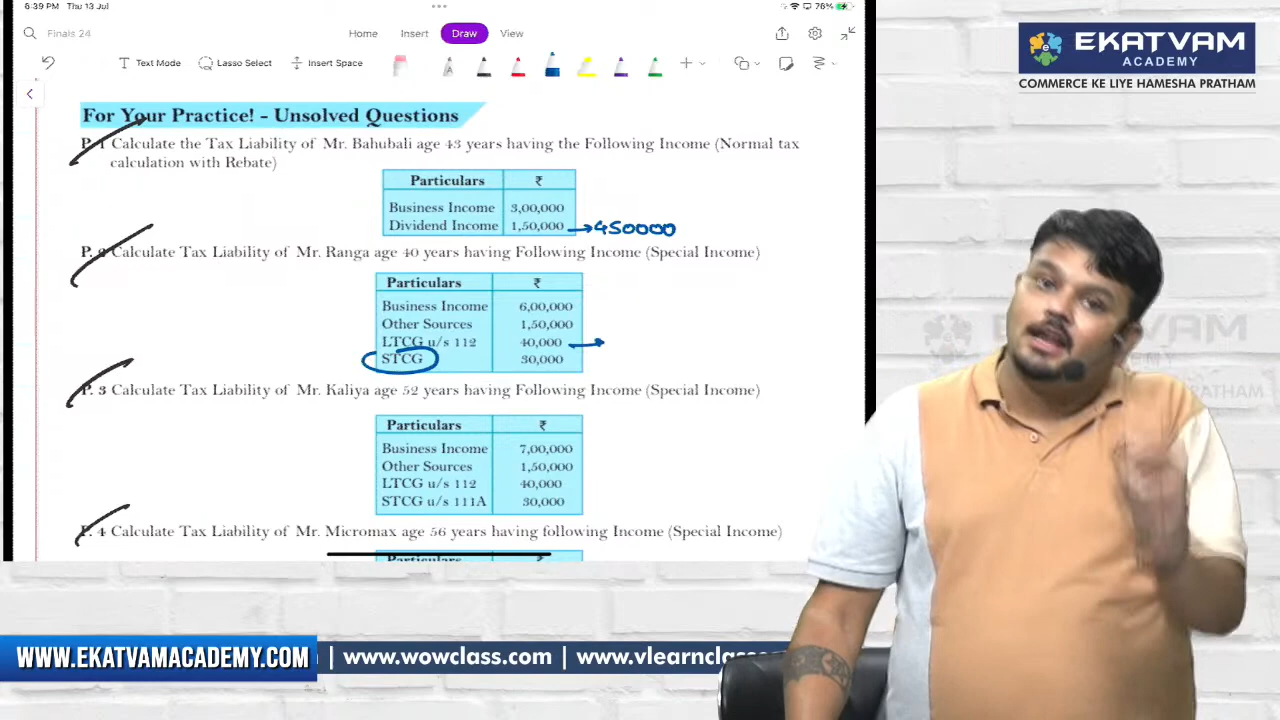 6:39 PM Thu 13 Jul
76%
Finals 24
Home Insert Draw View
Text Mode Lasso Select Insert Space
EKATVAM
ACADEMY
COMMERCE KE LIYE HAMESHA PRATHAM
For Your Practice! - Unsolved Questions
P. 1 Calculate the Tax Liability of Mr. Bahubali age 43 years having the Following Income (Normal tax
calculation with Rebate)
Particulars ₹
Business Income 3,00,000
Dividend Income 1,50,000 → 450000
P. 2 Calculate Tax Liability of Mr. Ranga age 40 years having Following Income (Special Income)
Particulars ₹
Business Income 6,00,000
Other Sources 1,50,000
LTCG u/s 112 40,000 →
STCG 30,000
P. 3 Calculate Tax Liability of Mr. Kaliya age 52 years having Following Income (Special Income)
Particulars ₹
Business Income 7,00,000
Other Sources 1,50,000
LTCG u/s 112 40,000
STCG u/s 111A 30,000
P. 4 Calculate Tax Liability of Mr. Micromax age 56 years having following Income (Special Income)
Particulars ₹
EKATVAM
PRATHAM
WWW.EKATVAMACADEMY.COM | www.wowclass.com | www.vlearnclasse